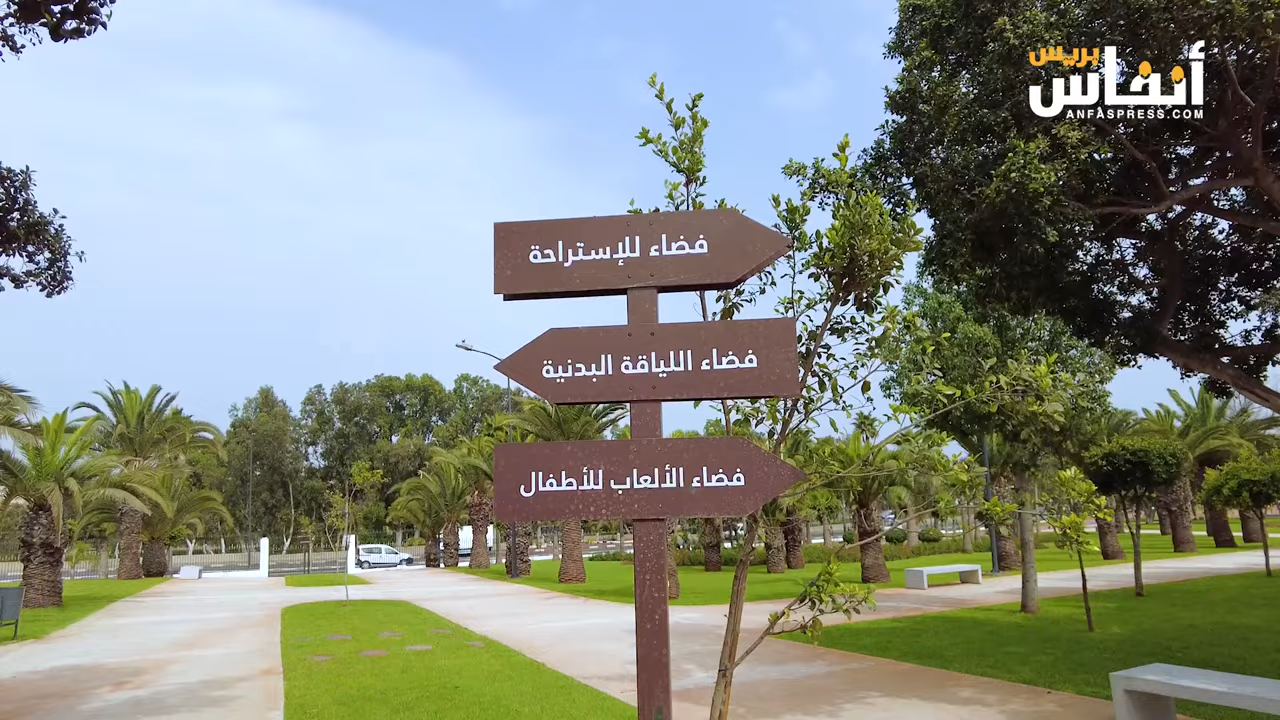 أنفاس بريس
ANFASPRESS.COM
فضاء للإستراحة
فضاء اللياقة البدنية
فضاء الألعاب للأطفال